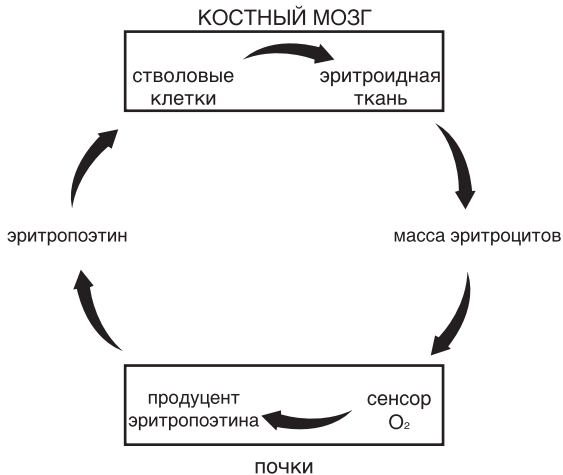 КОСТНЫЙ МОЗГ
стволовые
клетки
эритроидная
ткань
эритропоэтин
масса эритроцитов
продуцент
эритропоэтина
сенсор
O₂
почки